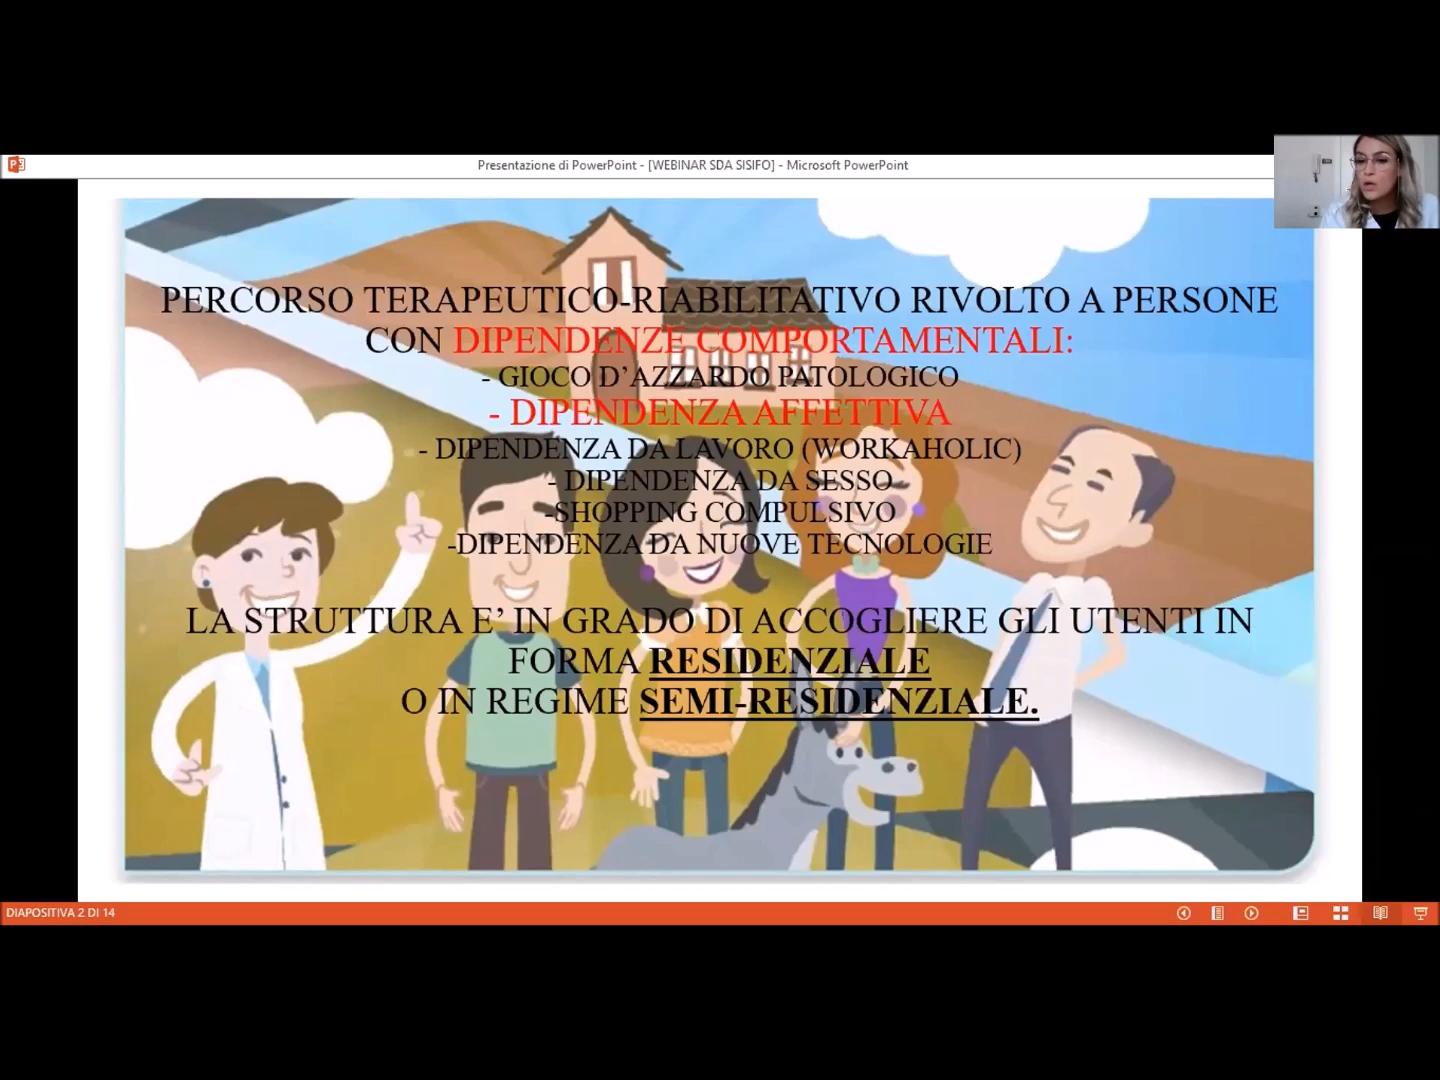 Presentazione di PowerPoint - [WEBINAR SDA SISIFO] - Microsoft PowerPoint
PERCORSO TERAPEUTICO-RIABILITATIVO RIVOLTO A PERSONE
CON DIPENDENZE COMPORTAMENTALI:
- GIOCO D’AZZARDO PATOLOGICO
- DIPENDENZA AFFETTIVA
- DIPENDENZA DA LAVORO (WORKAHOLIC)
- DIPENDENZA DA SESSO
-SHOPPING COMPULSIVO
-DIPENDENZA DA NUOVE TECNOLOGIE
LA STRUTTURA E’ IN GRADO DI ACCOGLIERE GLI UTENTI IN
FORMA RESIDENZIALE
O IN REGIME SEMI-RESIDENZIALE.
DIAPOSITIVA 2 DI 14